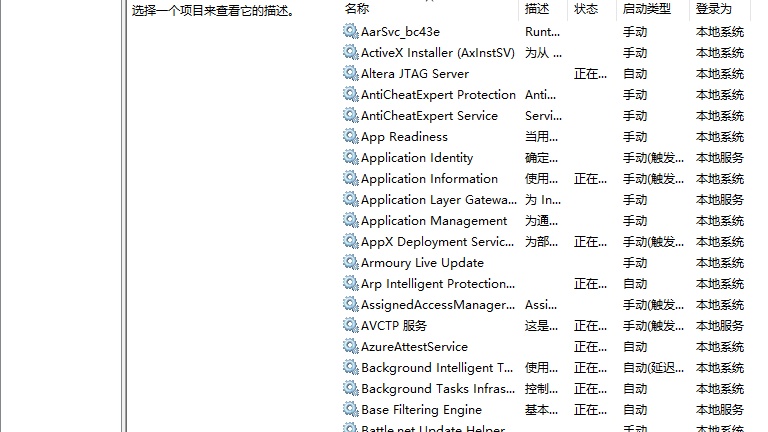 选择一个项目来查看它的描述。
名称 描述 状态 启动类型 登录为
AarSvc_bc43e Runt... 手动 本地系统
ActiveX Installer (AxInstSV) 为从 ... 手动 本地系统
Altera JTAG Server 正在... 自动 本地系统
AntiCheatExpert Protection Anti... 手动 本地系统
AntiCheatExpert Service Servi... 手动 本地系统
App Readiness 当用... 手动 本地系统
Application Identity 确定... 手动(触发... 本地服务
Application Information 使用... 正在... 手动(触发... 本地系统
Application Layer Gatewa... 为 In... 手动 本地服务
Application Management 为通... 手动 本地系统
AppX Deployment Servic... 为部... 正在... 手动(触发... 本地系统
Armoury Live Update 手动 本地系统
Arp Intelligent Protection... 正在... 自动 本地系统
AssignedAccessManager... Assi... 手动(触发... 本地系统
AVCTP 服务 这是... 正在... 手动(触发... 本地服务
AzureAttestService 正在... 自动 本地系统
Background Intelligent T... 使用... 正在... 自动(延迟... 本地系统
Background Tasks Infras... 控制... 正在... 自动 本地系统
Base Filtering Engine 基本... 正在... 自动 本地服务
Battle.net Update Helper 手动 本地系统